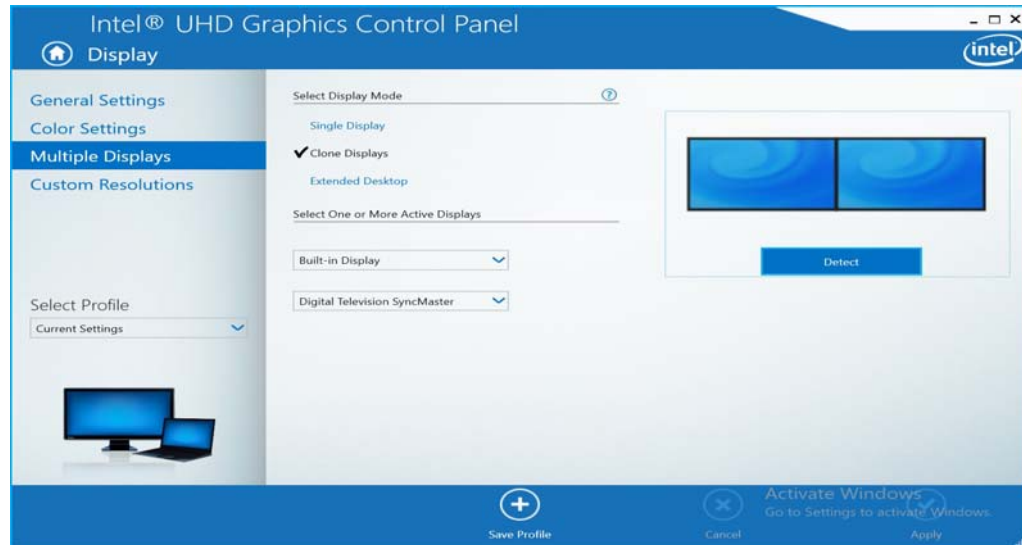 Intel® UHD Graphics Control Panel
Display
intel
General Settings
Color Settings
Multiple Displays
Custom Resolutions
Select Profile
Current Settings
Select Display Mode
Single Display
Clone Displays
Extended Desktop
Select One or More Active Displays
Built-in Display
Digital Television SyncMaster
Detect
Save Profile
Cancel
Apply
Activate Windows
Go to Settings to activate Windows.